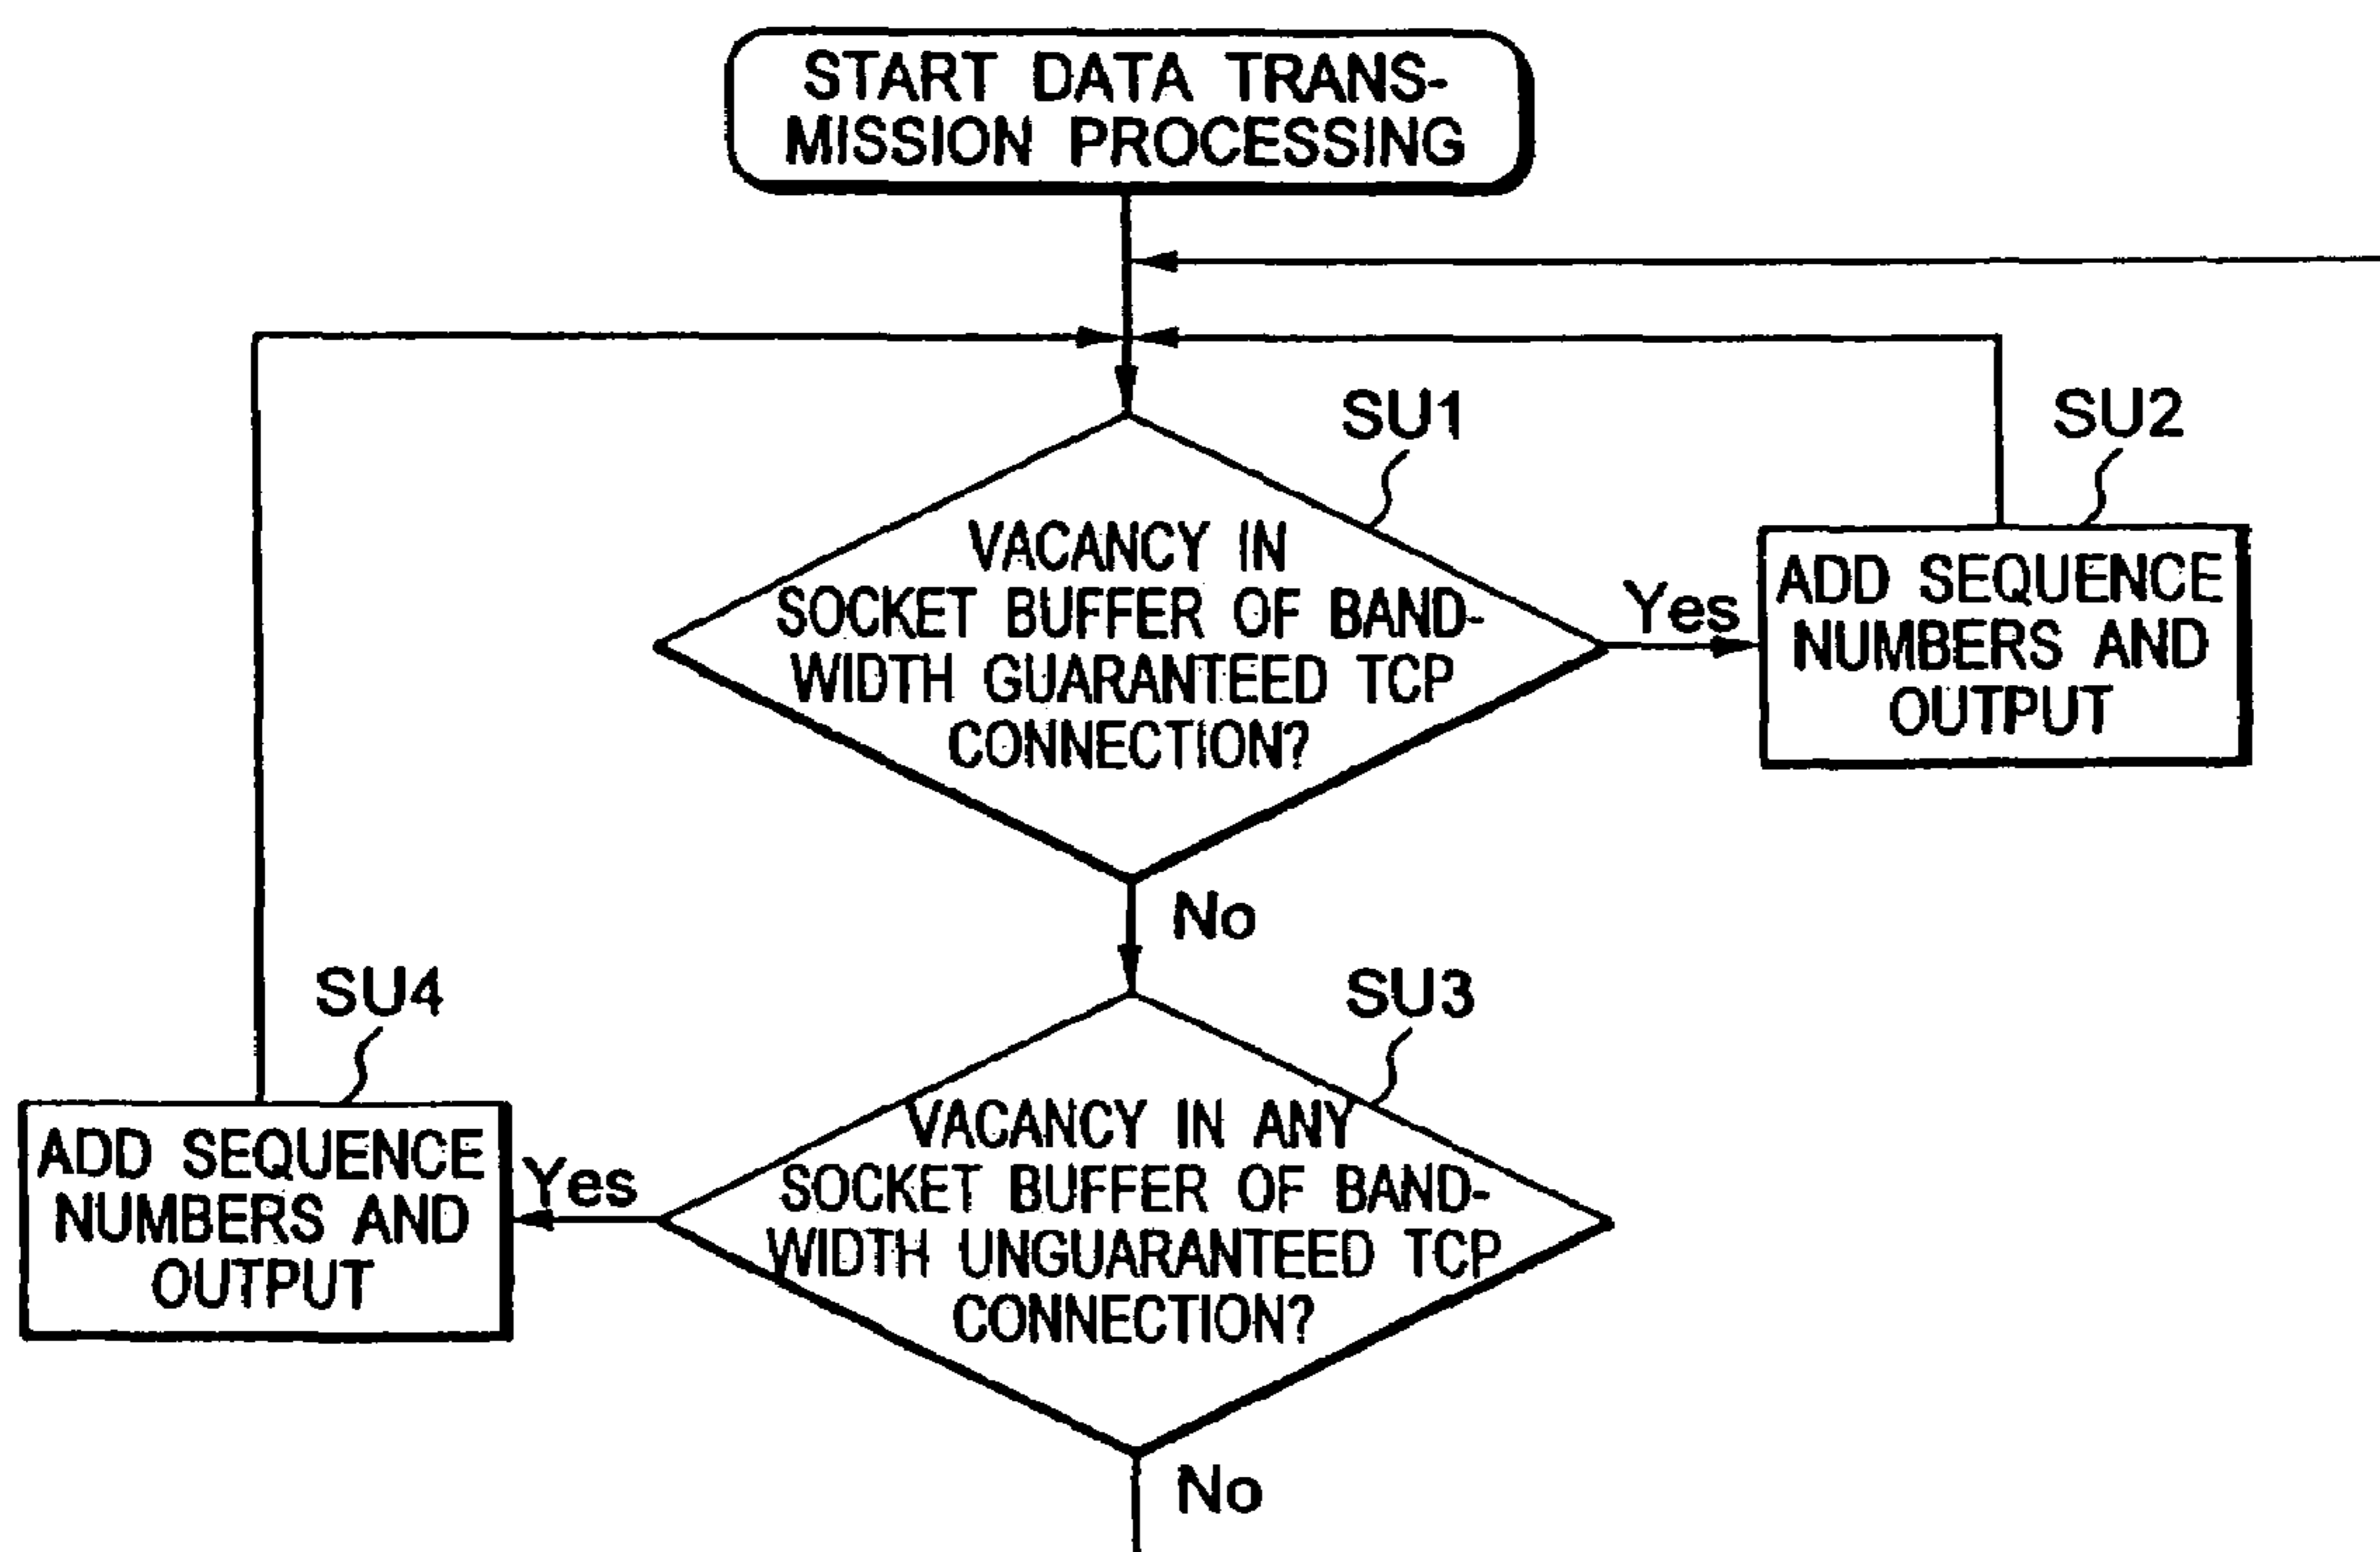 START DATA TRANS-
MISSION PROCESSING
SU1
SU2
VACANCY IN
SOCKET BUFFER OF BAND-
WIDTH GUARANTEED TCP
CONNECTION?
Yes
ADD SEQUENCE
NUMBERS AND
OUTPUT
No
SU4
SU3
ADD SEQUENCE
NUMBERS AND
OUTPUT
Yes
VACANCY IN ANY
SOCKET BUFFER OF BAND-
WIDTH UNGUARANTEED TCP
CONNECTION?
No